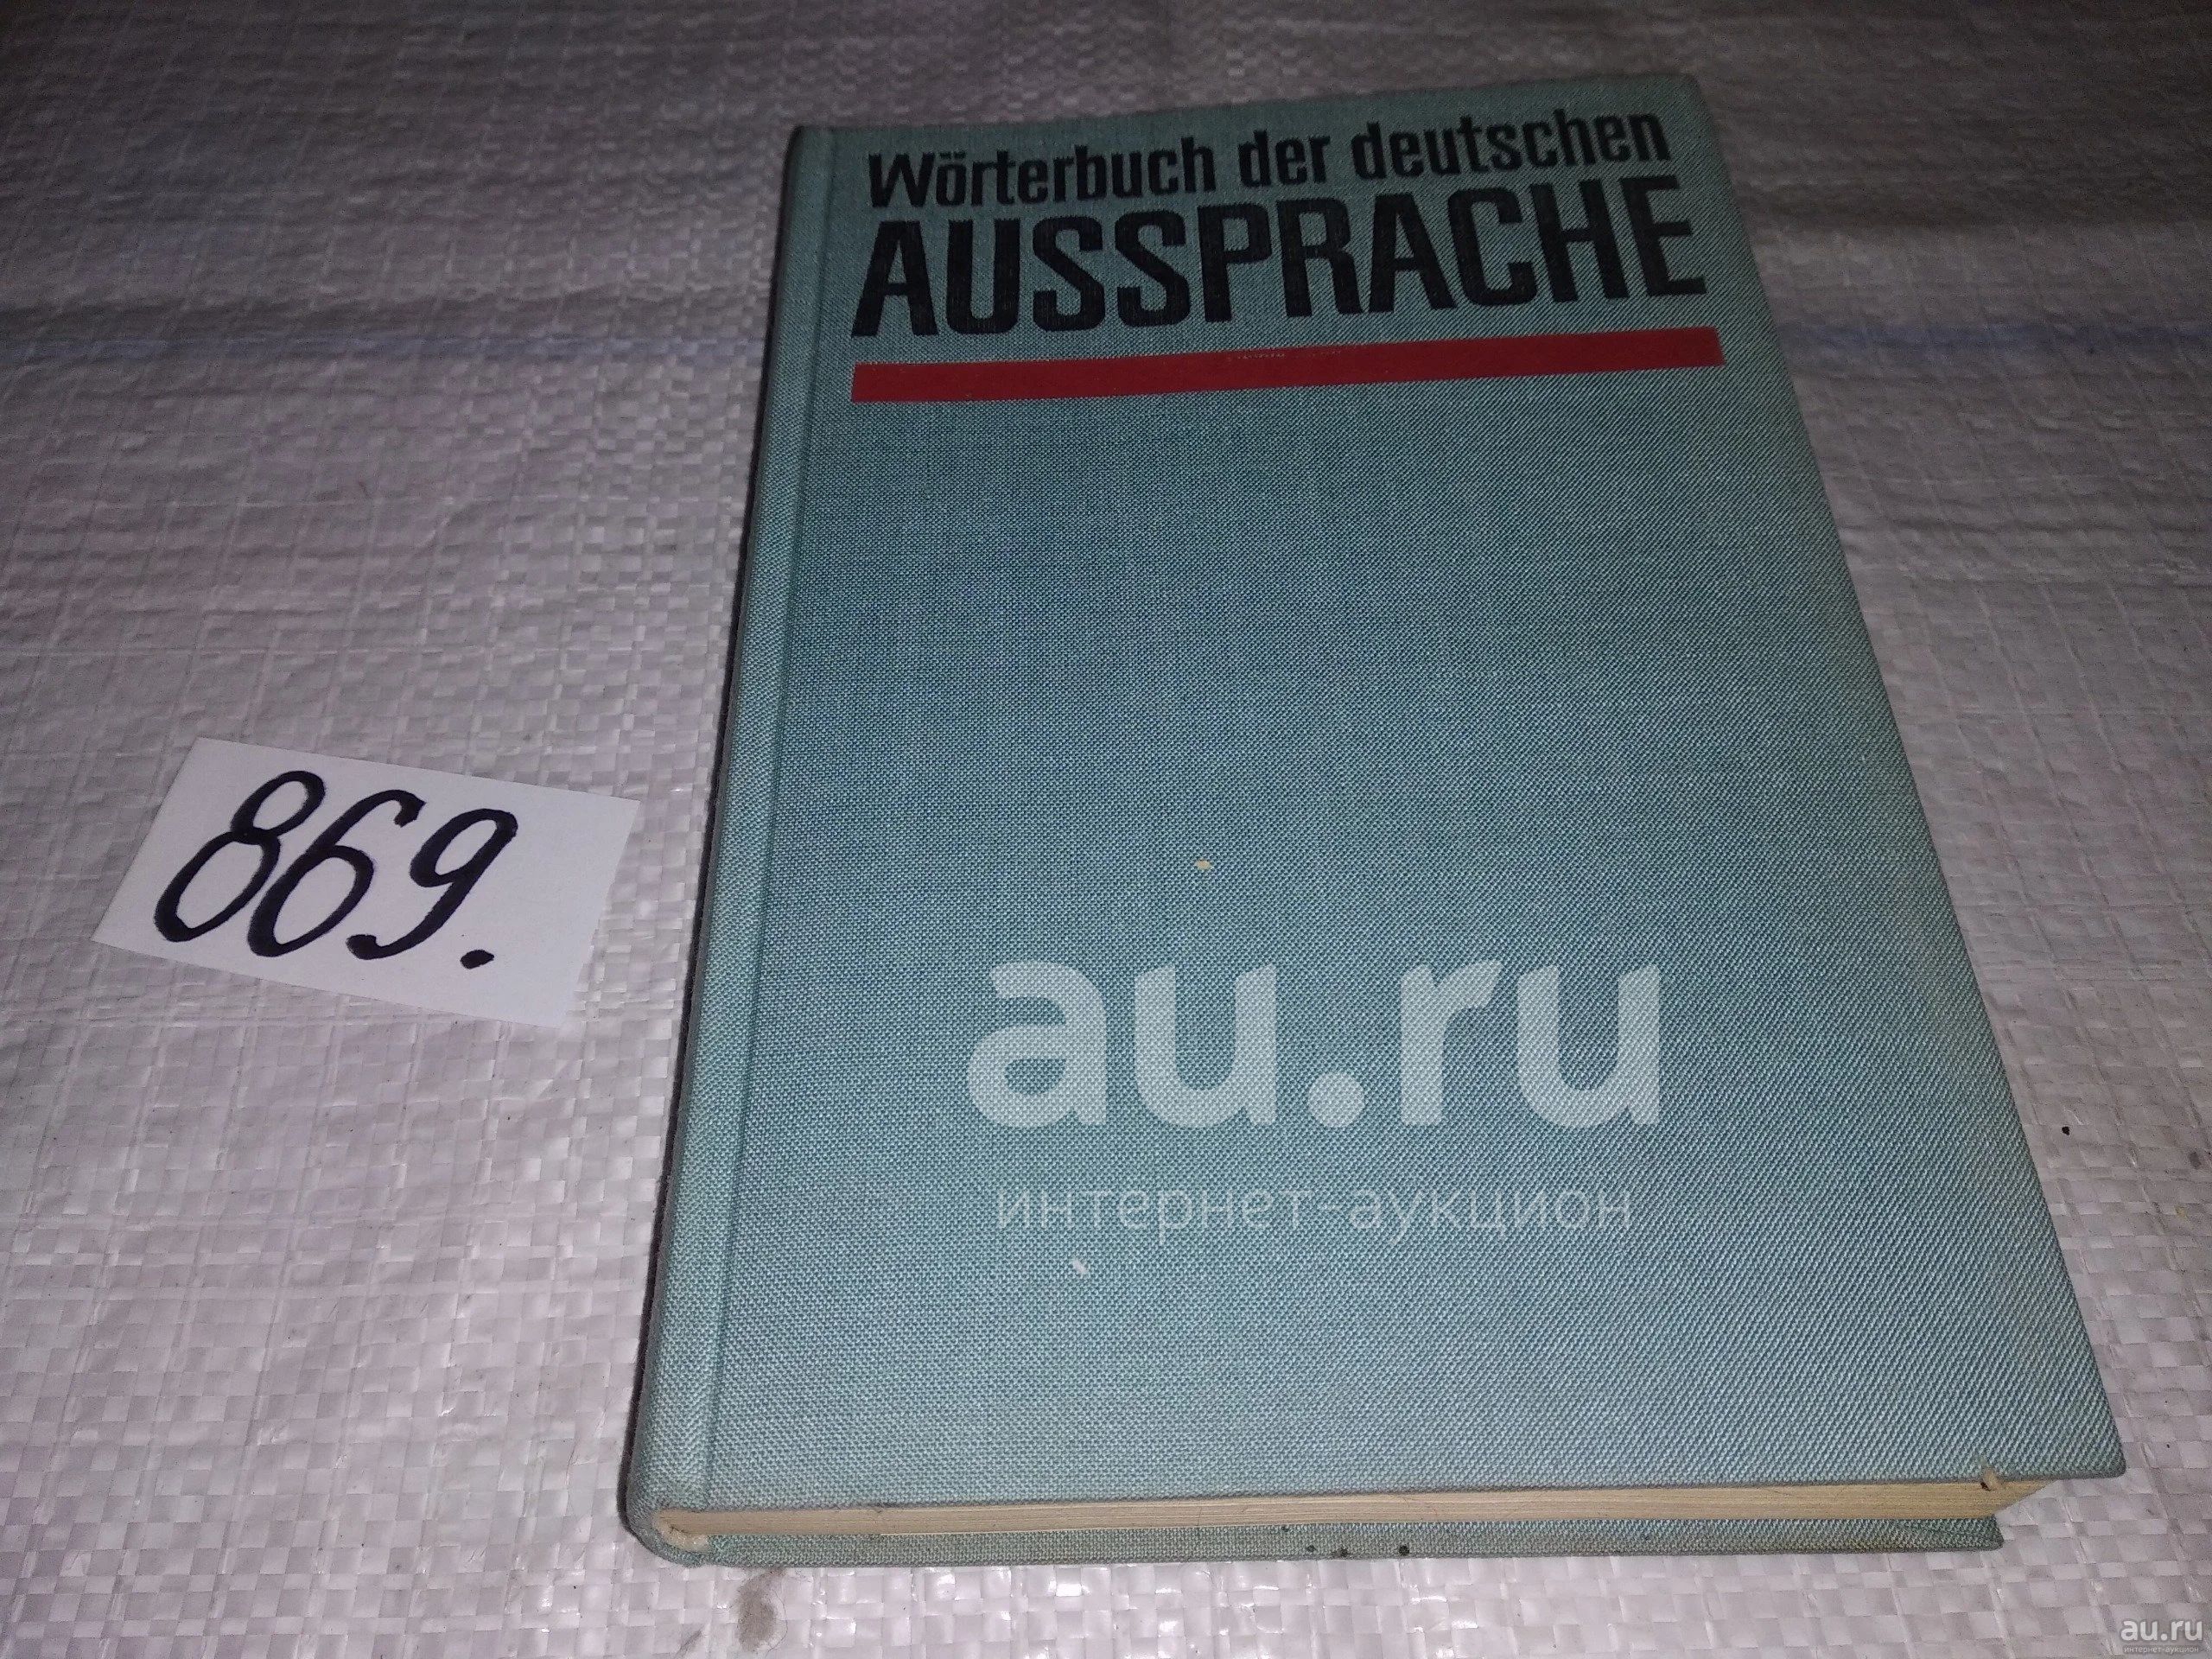 Wörterbuch der deutschen
AUSSPRACHE
869.
au.ru
интернет-аукцион
au.ru
интернет-аукцион